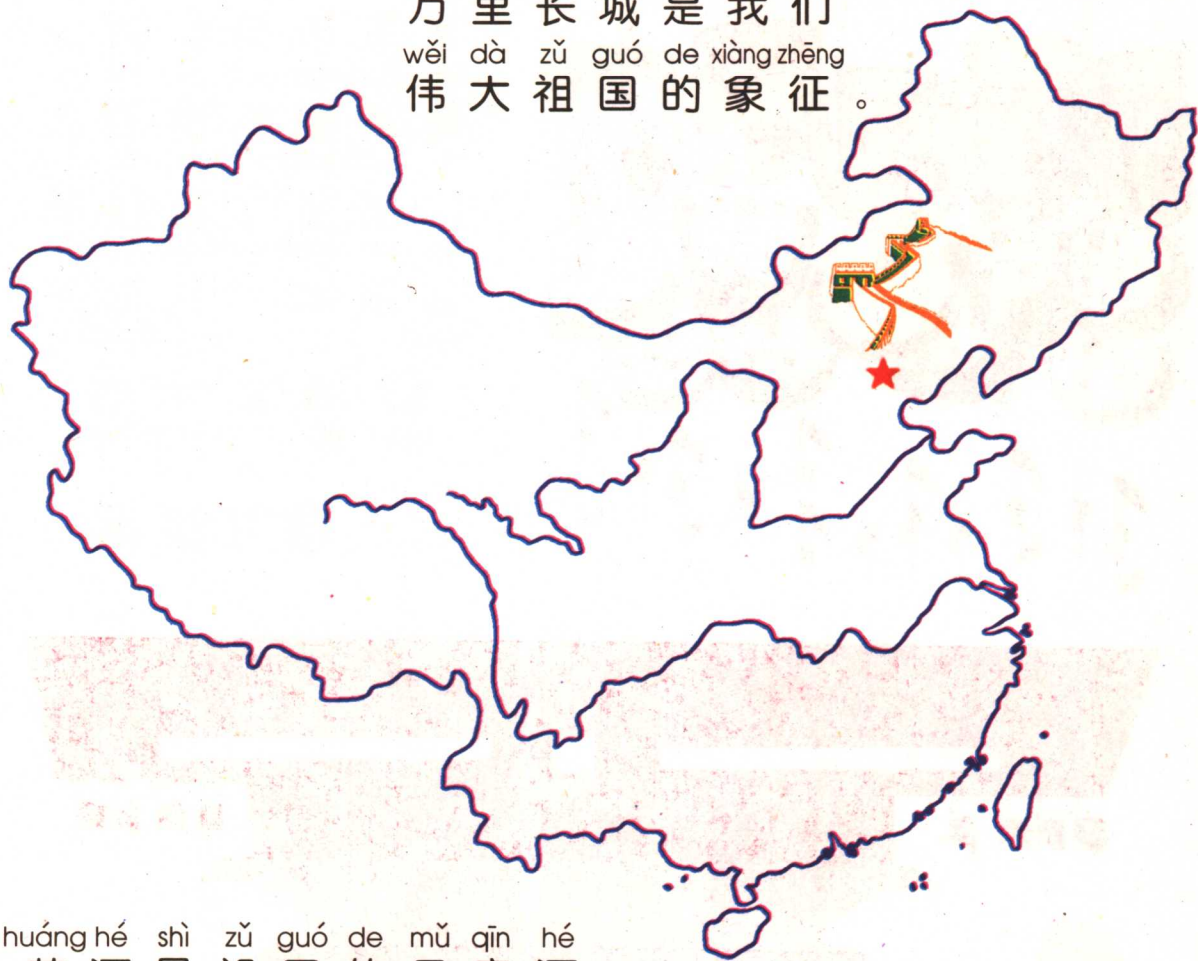 万里长城是我们
wěi dà zǔ guó de xiàng zhēng
伟大祖国的象征。
huáng hé shì zǔ guó de mǔ qīn hé